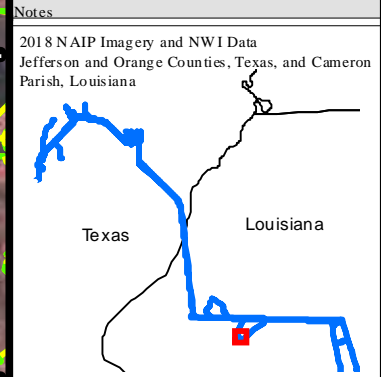 Notes
2018 NAIP Imagery and NWI Data
Jefferson and Orange Counties, Texas, and Cameron
Parish, Louisiana
Texas
Louisiana